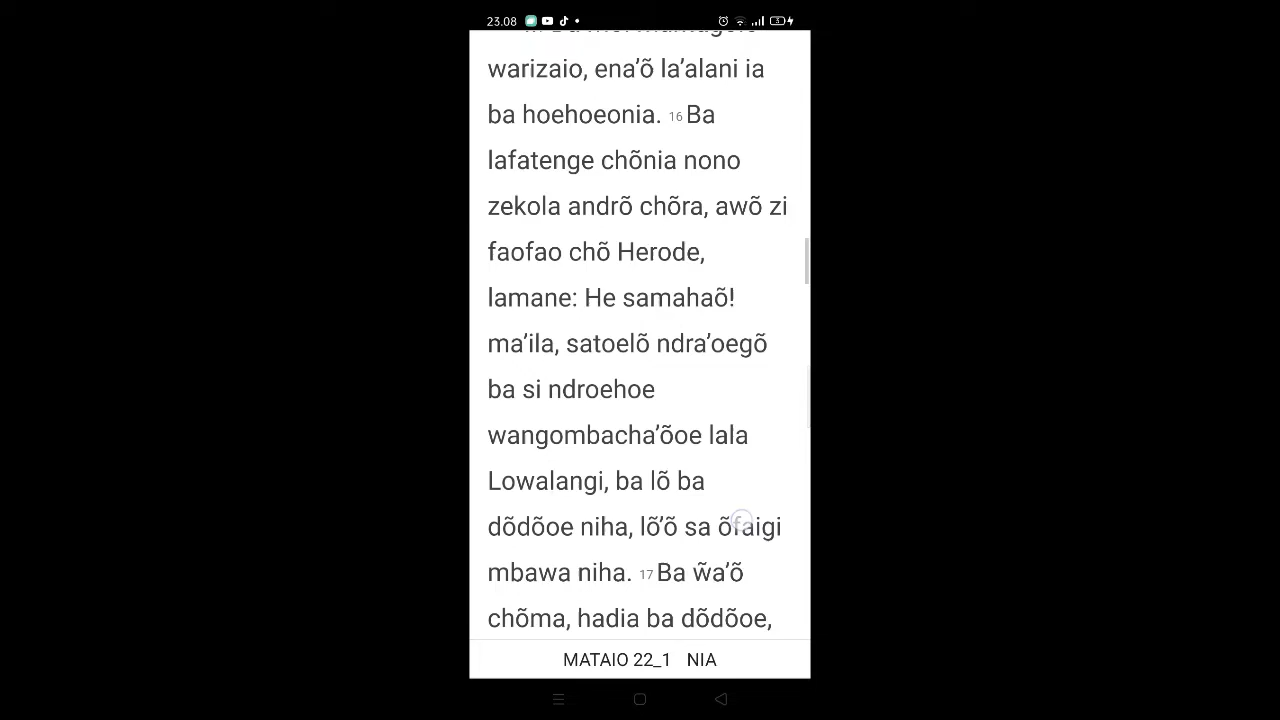 23.08
warizaio, ena’õ la’alani ia
ba hoehoeonia. 16 Ba
lafatenge chõnia nono
zekola andrõ chõra, awõ zi
faofao chõ Herode,
lamane: He samahaõ!
ma’ila, satoelõ ndra’oegõ
ba si ndroehoe
wangombacha’õoe lala
Lowalangi, ba lõ ba
dõdõoe niha, lõ’õ sa õfaigi
mbawa niha. 17 Ba w̃a’õ
chõma, hadia ba dõdõoe,
MATAIO 22_1 NIA